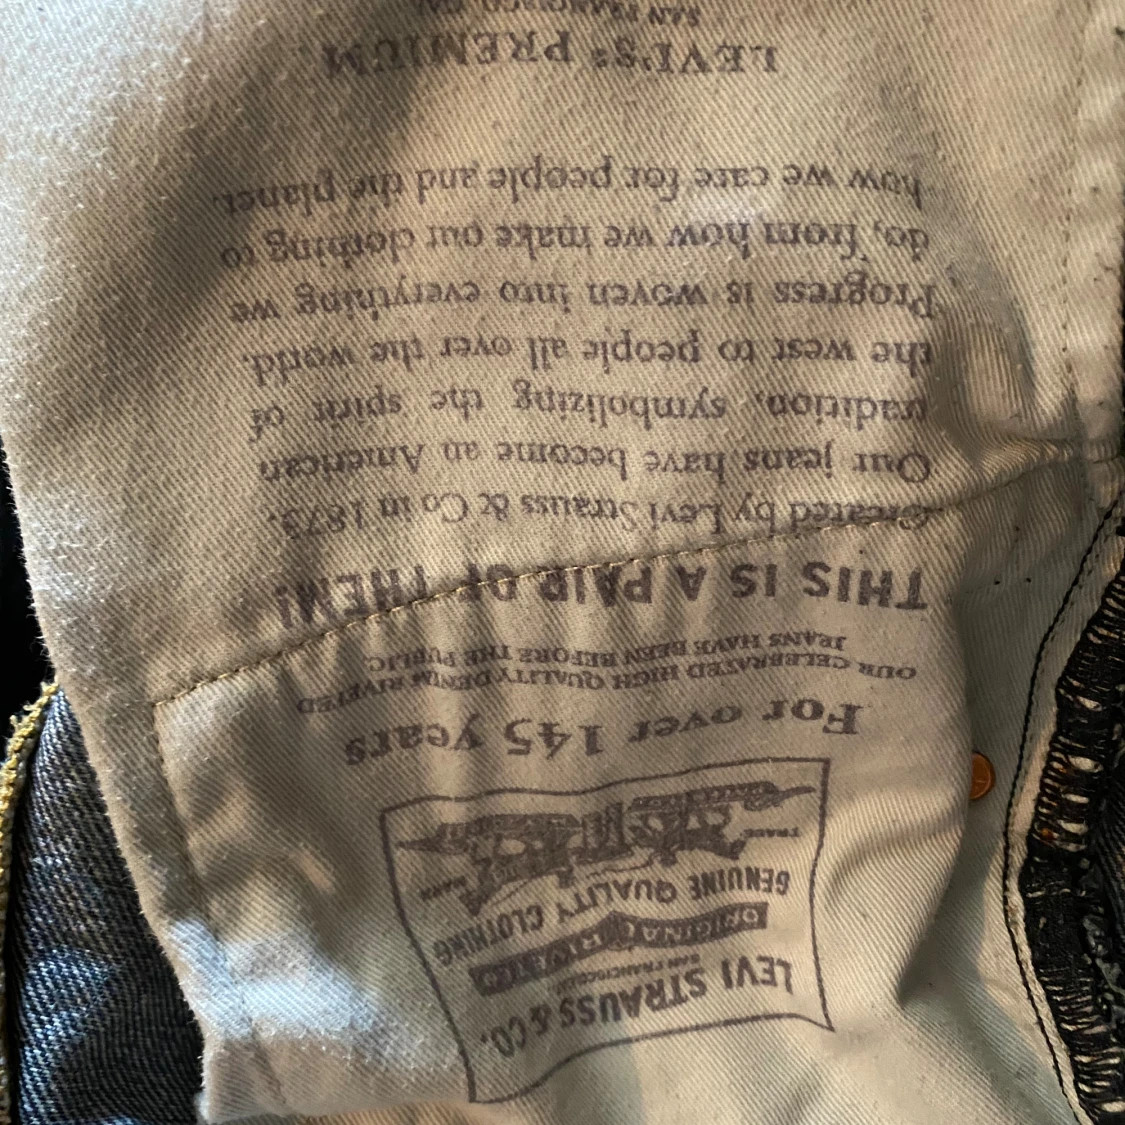 LEVI STRAUSS & CO.
SAN FRANCISCO
ORIGINAL RIVETED
GENUINE QUALITY CLOTHING
TRADE MARK
For over 145 years
OUR CELEBRATED HIGH QUALITY DENIM RIVETED
JEANS HAVE BEEN BEFORE THE PUBLIC
THIS IS A PAIR OF THEM!
Created by Levi Strauss & Co in 1873.
Our jeans have become an American
tradition, symbolizing the spirit of
the west to people all over the world.
Progress is woven into everything we
do, from how we make our clothing to
how we care for people and the planet.
LEVI'S® PREMIUM
SAN FRANCISCO, CAL